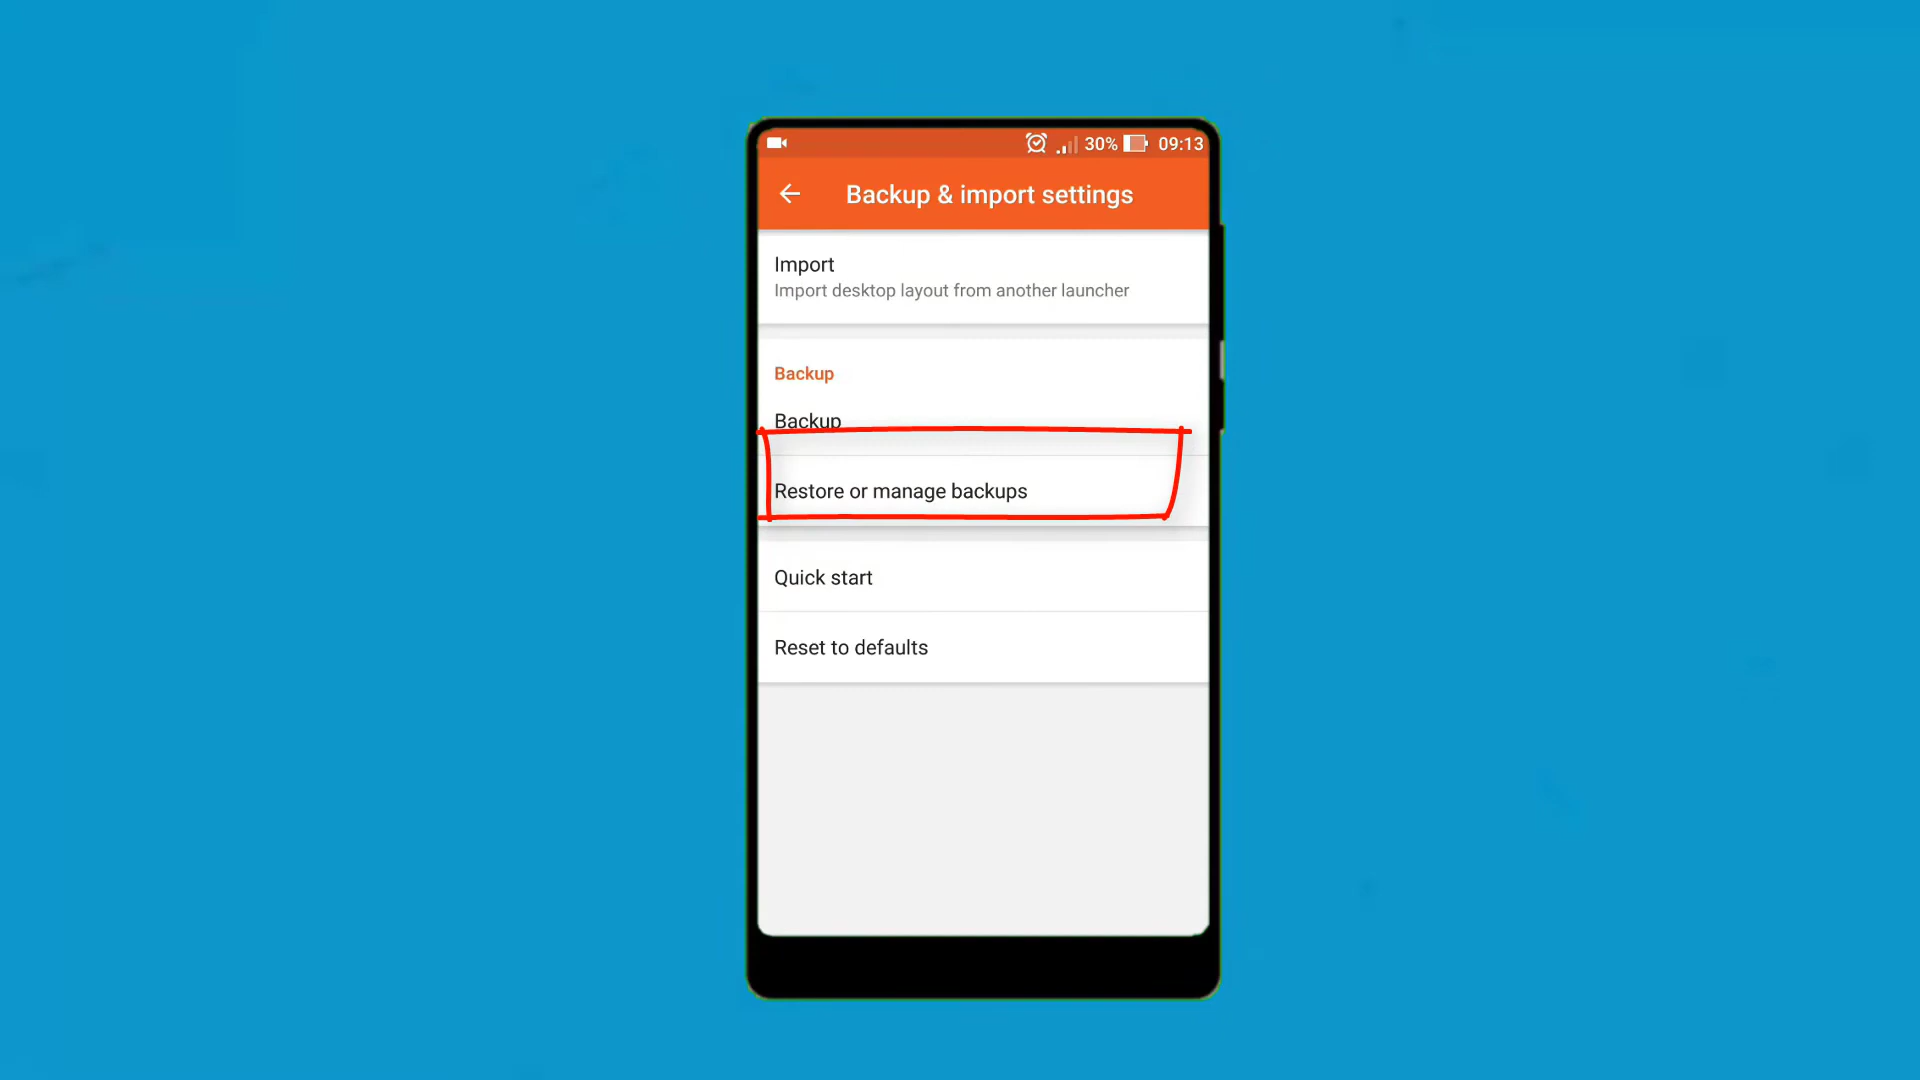 30% 09:13
Backup & import settings
Import
Import desktop layout from another launcher
Backup
Backup
Restore or manage backups
Quick start
Reset to defaults